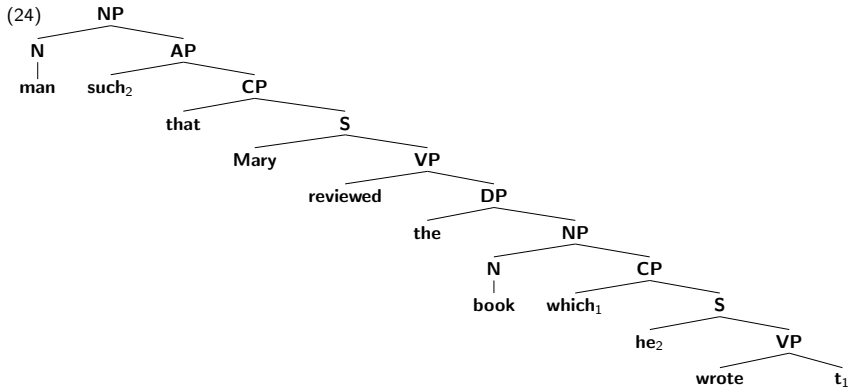 (24) NP
N AP
man such₂ CP
that S
Mary VP
reviewed DP
the NP
N CP
book which₁ S
he₂ VP
wrote t₁